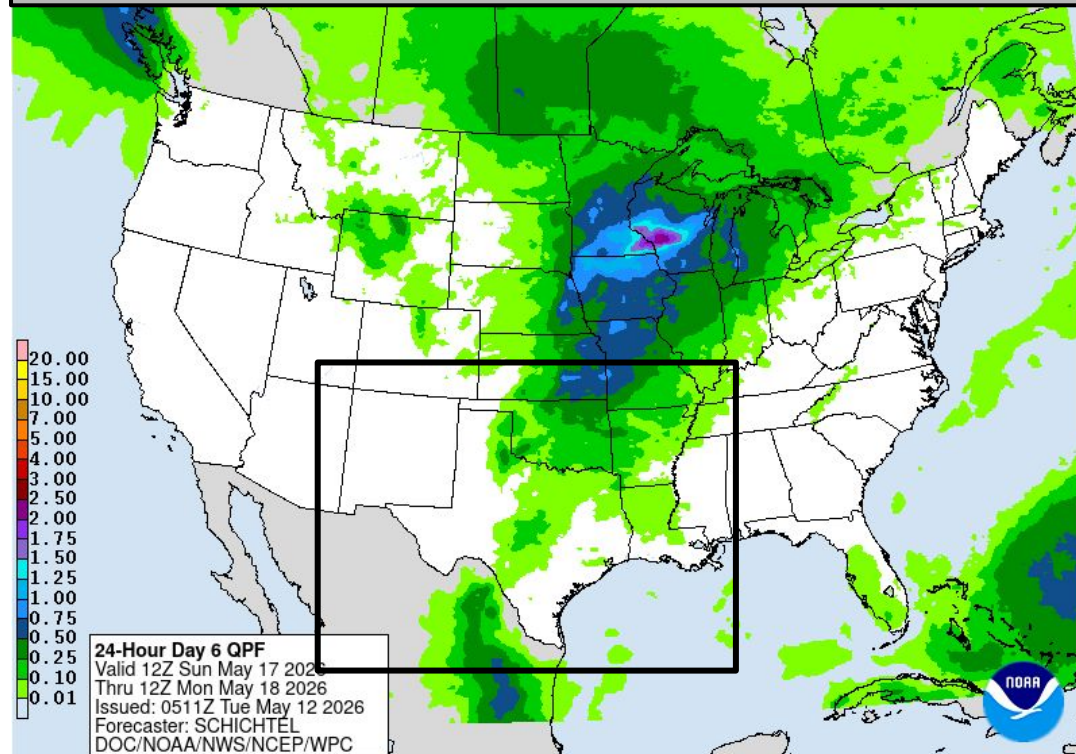 20.00
15.00
10.00
7.00
5.00
4.00
3.00
2.50
2.00
1.75
1.50
1.25
1.00
0.75
0.50
0.25
0.10
0.01
24-Hour Day 6 QPF
Valid 12Z Sun May 17 2026
Thru 12Z Mon May 18 2026
Issued: 0511Z Tue May 12 2026
Forecaster: SCHICHTEL
DOC/NOAA/NWS/NCEP/WPC
NOAA